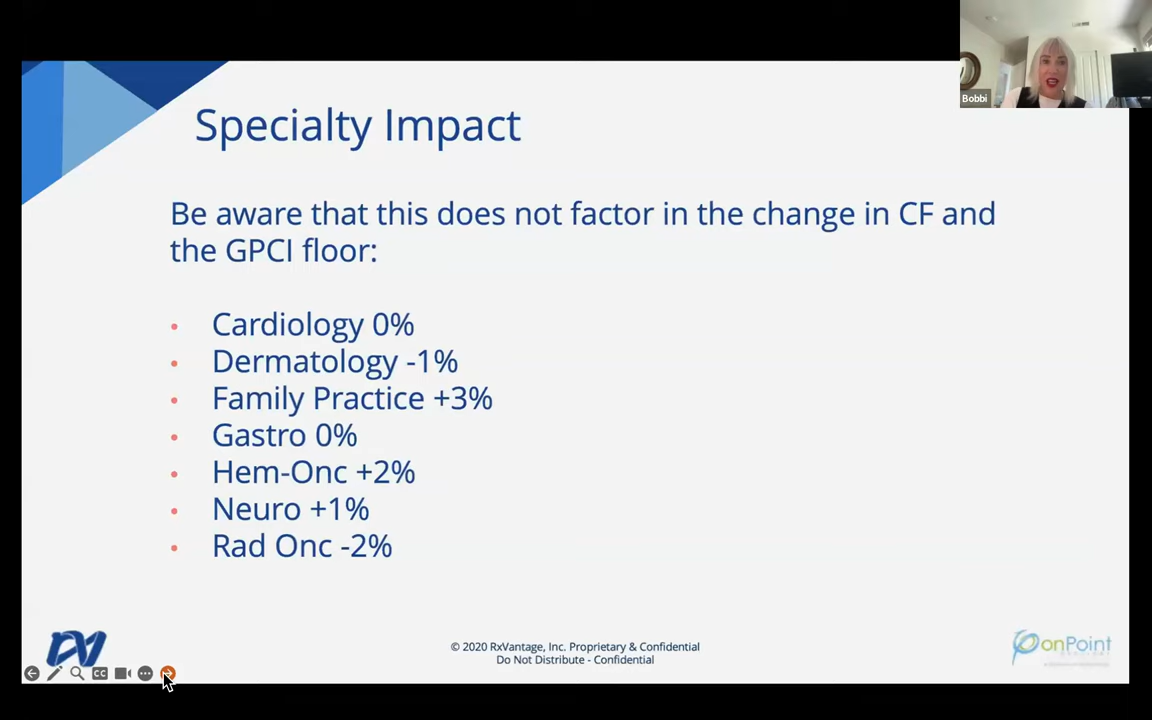 Bobbi
Specialty Impact
Be aware that this does not factor in the change in CF and
the GPCI floor:
• Cardiology 0%
• Dermatology -1%
• Family Practice +3%
• Gastro 0%
• Hem-Onc +2%
• Neuro +1%
• Rad Onc -2%
© 2020 RxVantage, Inc. Proprietary & Confidential
Do Not Distribute - Confidential
onPoint
CC